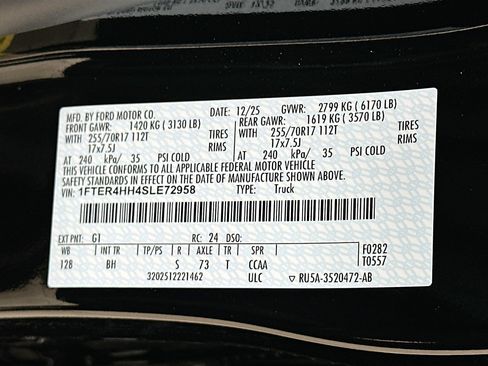 MFD. BY FORD MOTOR CO. DATE: 12/25 GVWR: 2799 KG ( 6170 LB)
FRONT GAWR: 1420 KG ( 3130 LB) REAR GAWR: 1619 KG ( 3570 LB)
WITH 255/70R17 112T TIRES WITH 255/70R17 112T TIRES
17x7.5J RIMS 17x7.5J RIMS
AT 240 kPa/ 35 PSI COLD AT 240 kPa/ 35 PSI COLD
THIS VEHICLE CONFORMS TO ALL APPLICABLE FEDERAL MOTOR VEHICLE
SAFETY STANDARDS IN EFFECT ON THE DATE OF MANUFACTURE SHOWN ABOVE.
VIN: 1FTER4HH4SLE72958 TYPE: Truck
EXT PNT: G1 RC: 24 DSO: F0282
WB INT TR TP/PS R AXLE TR SPR T0557
128 BH S 73 T CCAA
3202512221462 ULC RU5A-3520472-AB